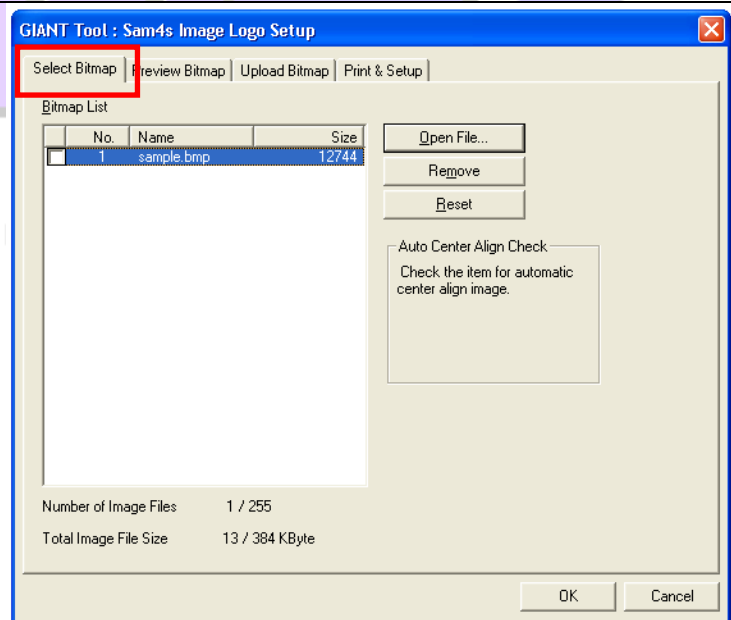 GIANT Tool : Sam4s Image Logo Setup
Select Bitmap Preview Bitmap Upload Bitmap Print & Setup
Bitmap List
No. Name Size
1 sample.bmp 12744
Open File...
Remove
Reset
Auto Center Align Check
Check the item for automatic
center align image.
Number of Image Files 1 / 255
Total Image File Size 13 / 384 KByte
OK Cancel